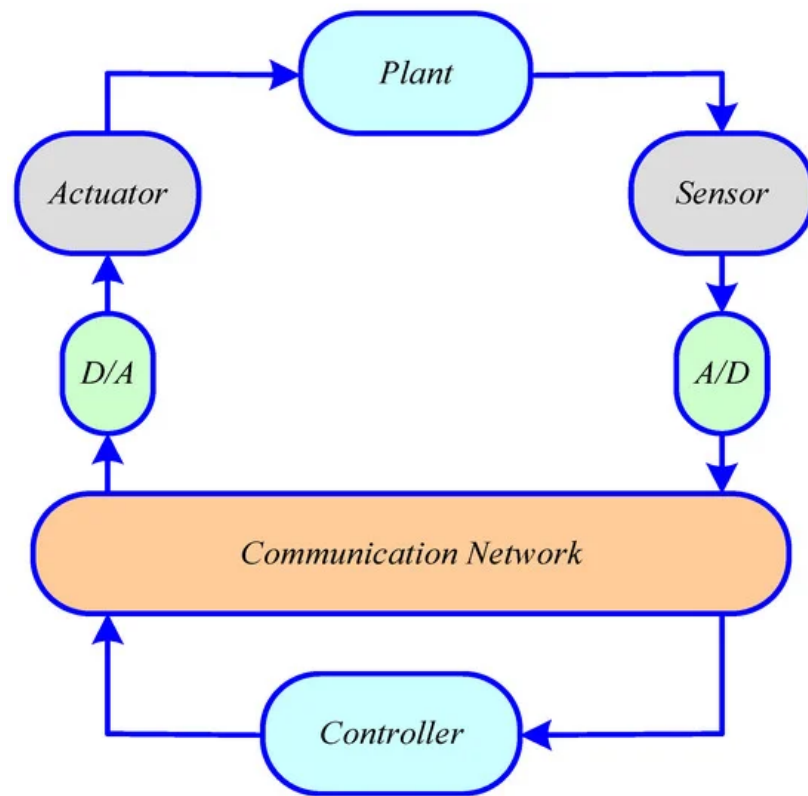 Plant
Actuator
Sensor
D/A
A/D
Communication Network
Controller